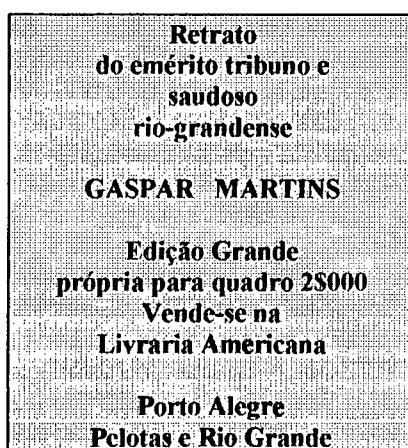 Retrato
do emérito tribuno e
saudoso
rio-grandense
GASPAR MARTINS
Edição Grande
própria para quadro 2$000
Vende-se na
Livraria Americana
Porto Alegre
Pelotas e Rio Grande